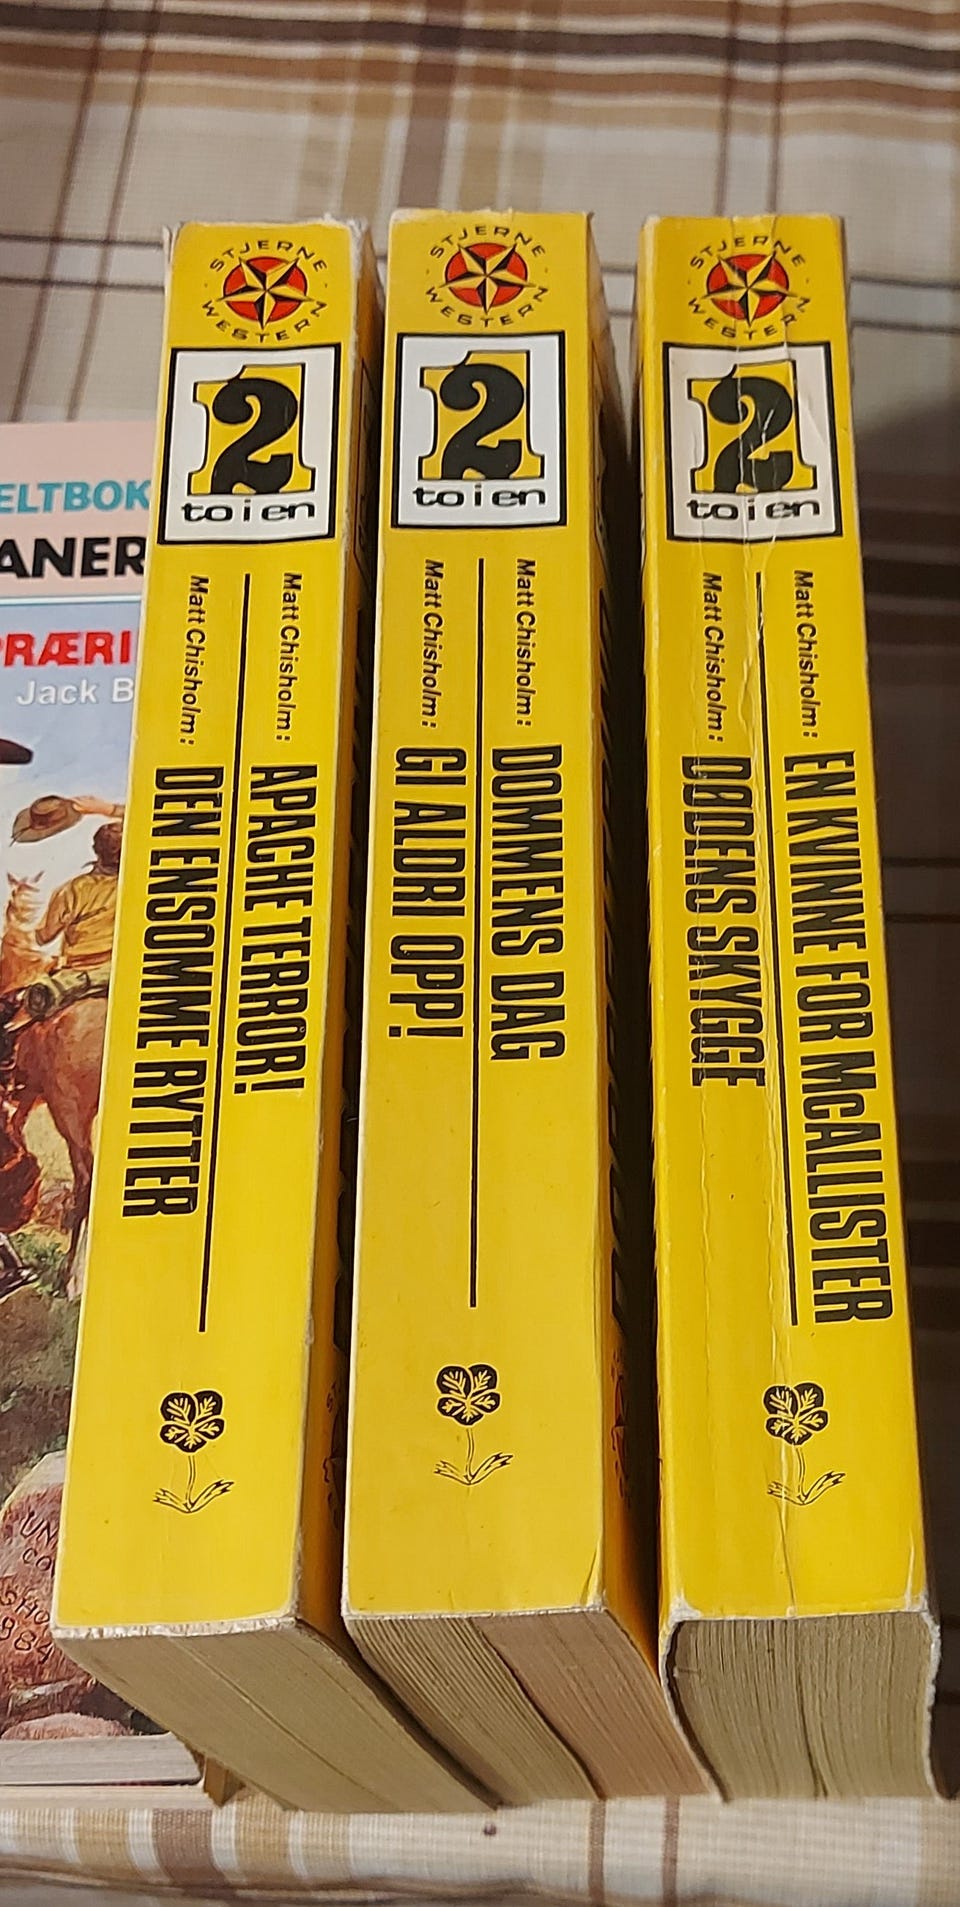 STJERNE
WESTERN
2
1
to i en
Matt Chisholm: APACHE TERROR!
Matt Chisholm: DEN ENSOMME RYTTER
STJERNE
WESTERN
2
1
to i en
Matt Chisholm: DOMMENS DAG
Matt Chisholm: GI ALDRI OPP!
STJERNE
WESTERN
2
1
to i en
Matt Chisholm: EN KVINNE FOR McALLISTER
Matt Chisholm: DØDENS SKYGGE
ELTBOK
ANER
PRÆRI
Jack B